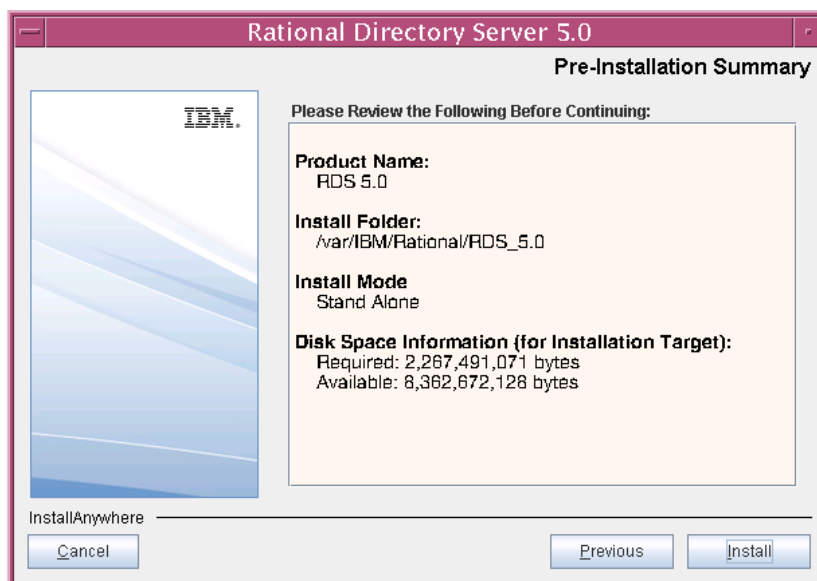 Rational Directory Server 5.0
Pre-Installation Summary
IBM.
Please Review the Following Before Continuing:
Product Name:
RDS 5.0
Install Folder:
/var/IBM/Rational/RDS_5.0
Install Mode
Stand Alone
Disk Space Information (for Installation Target):
Required: 2,267,491,071 bytes
Available: 8,362,672,128 bytes
InstallAnywhere
Cancel
Previous
Install